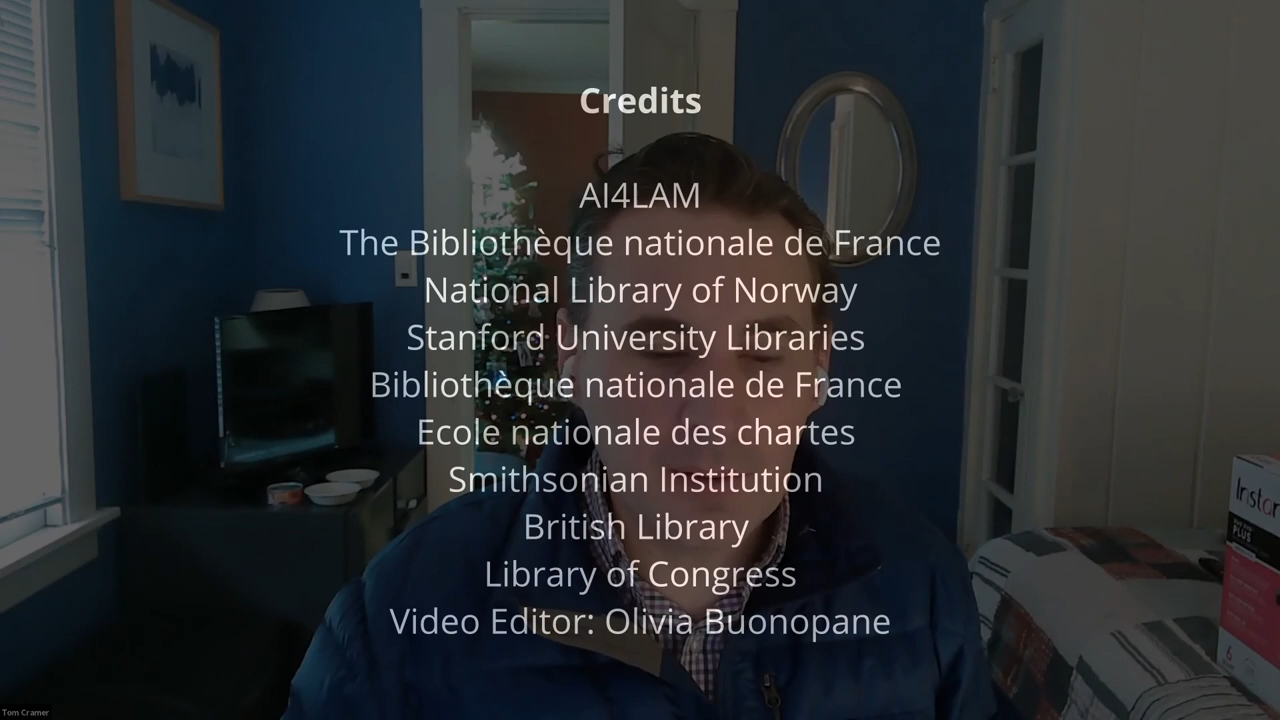 Credits
AI4LAM
The Bibliothèque nationale de France
National Library of Norway
Stanford University Libraries
Bibliothèque nationale de France
Ecole nationale des chartes
Smithsonian Institution
British Library
Library of Congress
Video Editor: Olivia Buonopane
PLUS
6
Tom Cramer